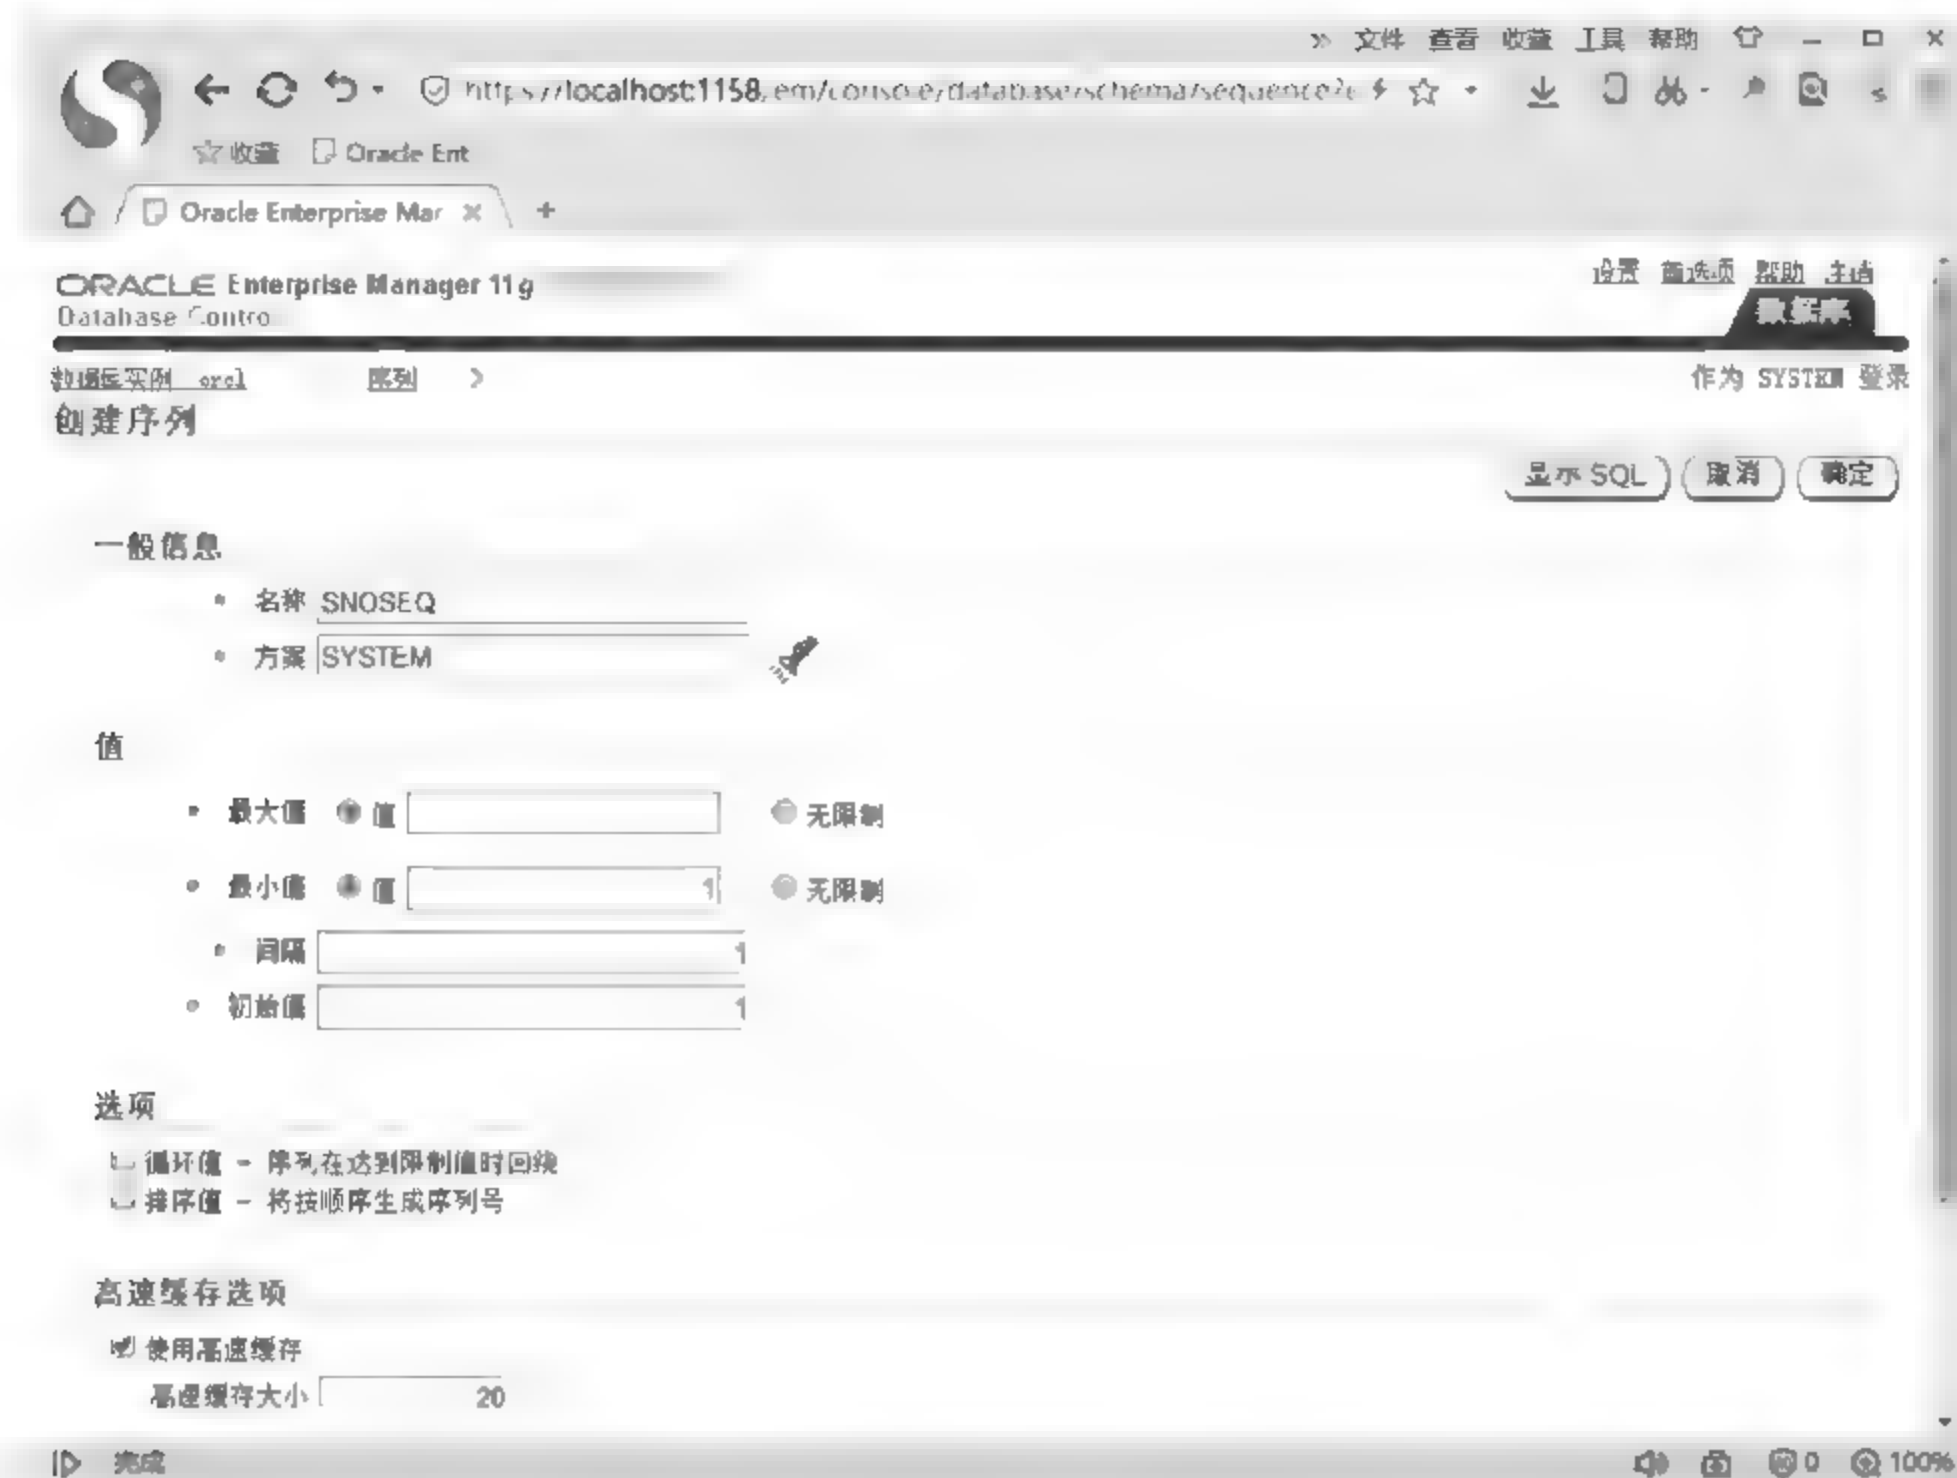 » 文件 查看 收藏 工具 帮助
https://localhost:1158/em/console/database/schema/sequence?e
收藏 Oracle Ent
Oracle Enterprise Mar
ORACLE Enterprise Manager 11g
Database Control
设置 首选项 帮助 注销
数据库
数据库实例 orcl 序列 >
作为 SYSTEM 登录
创建序列
显示 SQL 取消 确定
一般信息
名称 SNOSEQ
方案 SYSTEM
值
最大值 值 无限制
最小值 值 1 无限制
间隔 1
初始值 1
选项
循环值 - 序列在达到限制值时回绕
排序值 - 将按顺序生成序列号
高速缓存选项
使用高速缓存
高速缓存大小 20
完成
0 100%